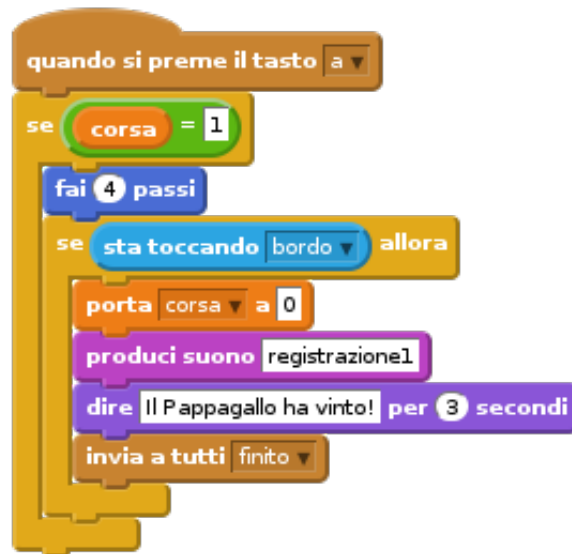 quando si preme il tasto a
se corsa = 1
fai 4 passi
se sta toccando bordo allora
porta corsa a 0
produci suono registrazione1
dire Il Pappagallo ha vinto! per 3 secondi
invia a tutti finito